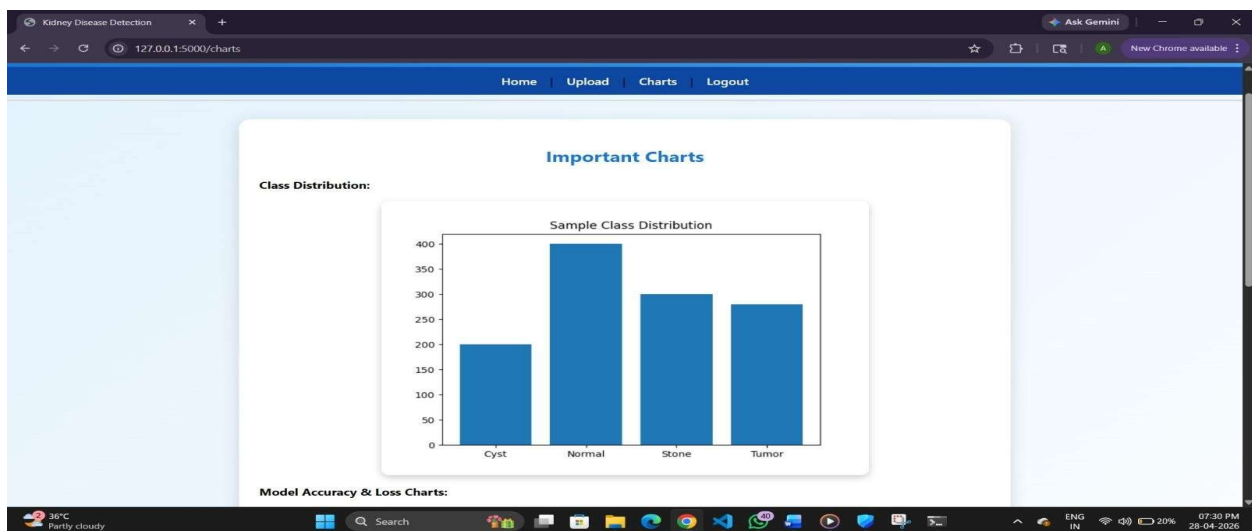 Kidney Disease Detection
Ask Gemini
127.0.0.1:5000/charts
A
New Chrome available
Home
Upload
Charts
Logout
Important Charts
Class Distribution:
Sample Class Distribution
400
350
300
250
200
150
100
50
0
Cyst
Normal
Stone
Tumor
Model Accuracy & Loss Charts:
2
36°C
Partly cloudy
Search
40
ENG
IN
20%
07:30 PM
28-04-2026